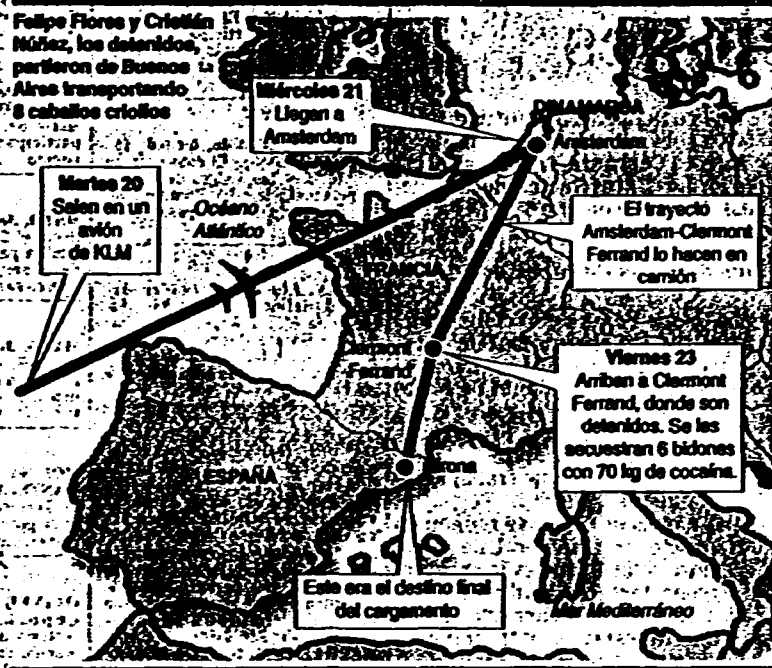 Felipe Flores y Cristián
Núñez, los detenidos,
partieron de Buenos
Aires transportando
8 caballos criollos
Miércoles 21
Llegan a
Amsterdam
DINAMARCA
Amsterdam
Martes 20
Salen en un
avión
de KLM
Océano
Atlántico
El trayecto
Amsterdam-Clermont
Ferrand lo hacen en
camión
FRANCIA
Clermont
Ferrand
Viernes 23
Arriban a Clermont
Ferrand, donde son
detenidos. Se les
secuestran 6 bidones
con 70 kg de cocaína.
ESPAÑA
Este era el destino final
del cargamento
Mar Mediterráneo